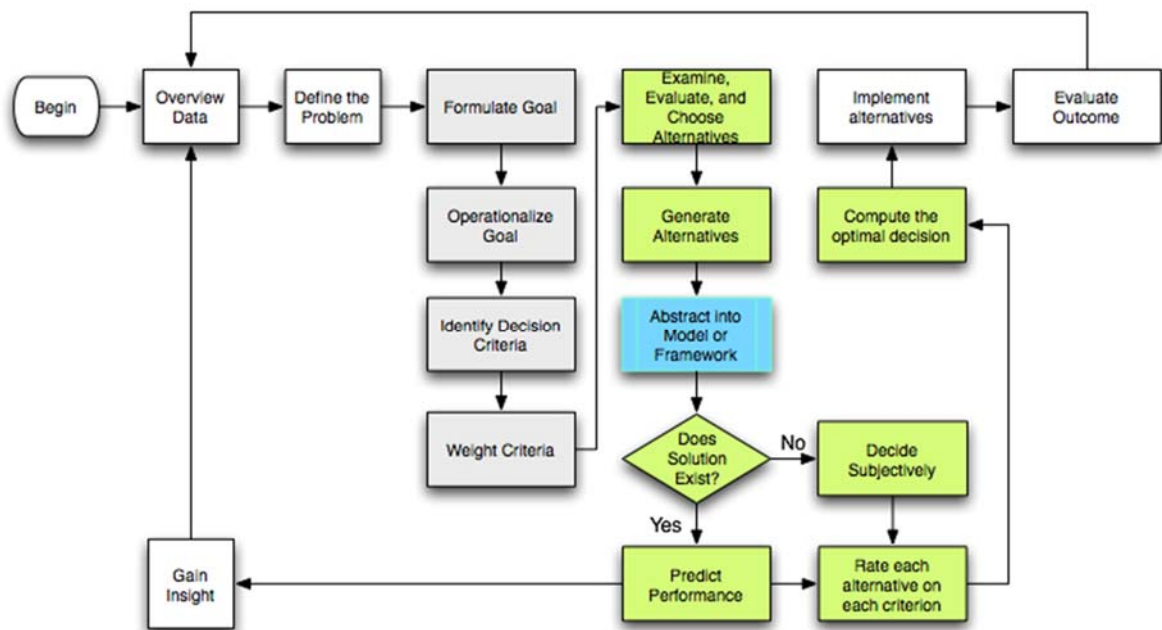 Begin
Overview
Data
Define the
Problem
Formulate Goal
Operationalize
Goal
Identify Decision
Criteria
Weight Criteria
Examine,
Evaluate, and
Choose
Alternatives
Generate
Alternatives
Abstract into
Model or
Framework
Does
Solution
Exist?
No
Yes
Decide
Subjectively
Predict
Performance
Rate each
alternative on
each criterion
Gain
Insight
Compute the
optimal decision
Implement
alternatives
Evaluate
Outcome